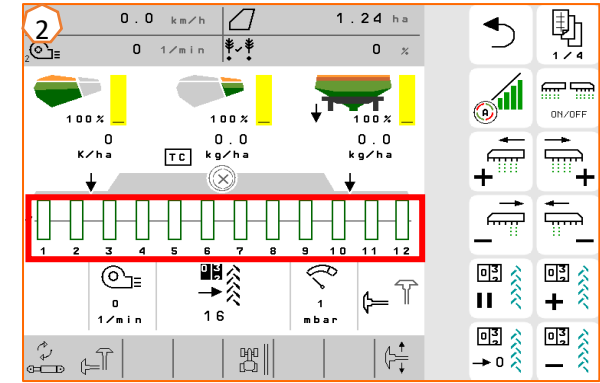 2
0.0 km/h 1.24 ha
1/4
2 0 1/min 0 %
A
ON/OFF
100% 100% 100%
0 0.0 0.0
K/ha TC kg/ha kg/ha
1 2 3 4 5 6 7 8 9 10 11 12
0 1/min
16
1 mbar
→ 0